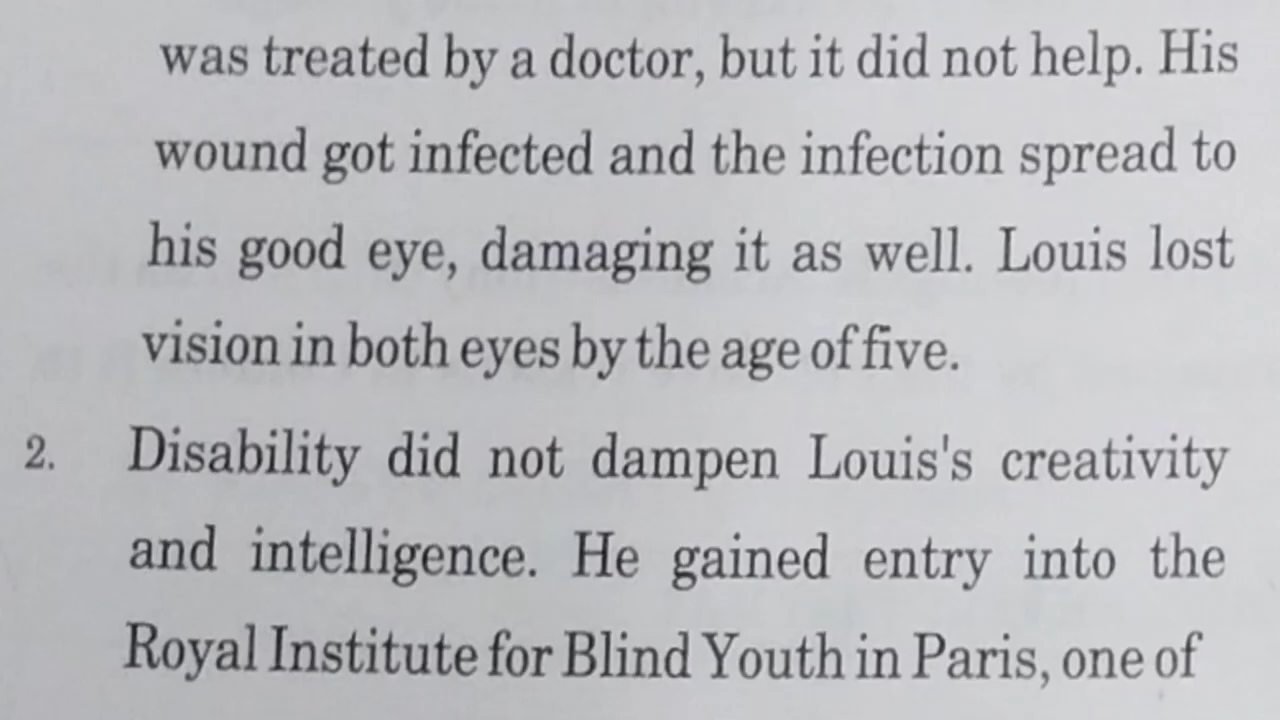 was treated by a doctor, but it did not help. His
wound got infected and the infection spread to
his good eye, damaging it as well. Louis lost
vision in both eyes by the age of five.
2. Disability did not dampen Louis's creativity
and intelligence. He gained entry into the
Royal Institute for Blind Youth in Paris, one of